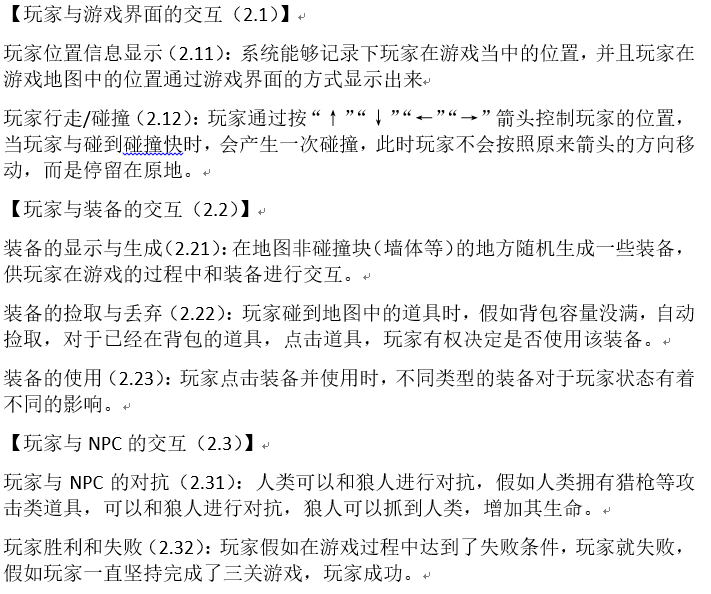 【玩家与游戏界面的交互（2.1）】
玩家位置信息显示（2.11）：系统能够记录下玩家在游戏当中的位置，并且玩家在
游戏地图中的位置通过游戏界面的方式显示出来
玩家行走/碰撞（2.12）：玩家通过按“↑”“↓”“←”“→”箭头控制玩家的位置，
当玩家与碰到碰撞快时，会产生一次碰撞，此时玩家不会按照原来箭头的方向移
动，而是停留在原地。
【玩家与装备的交互（2.2）】
装备的显示与生成（2.21）：在地图非碰撞块（墙体等）的地方随机生成一些装备，
供玩家在游戏的过程中和装备进行交互。
装备的捡取与丢弃（2.22）：玩家碰到地图中的道具时，假如背包容量没满，自动
捡取，对于已经在背包的道具，点击道具，玩家有权决定是否使用该装备。
装备的使用（2.23）：玩家点击装备并使用时，不同类型的装备对于玩家状态有着
不同的影响。
【玩家与 NPC 的交互（2.3）】
玩家与 NPC 的对抗（2.31）：人类可以和狼人进行对抗，假如人类拥有猎枪等攻
击类道具，可以和狼人进行对抗，狼人可以抓到人类，增加其生命。
玩家胜利和失败（2.32）：玩家假如在游戏过程中达到了失败条件，玩家就失败，
假如玩家一直坚持完成了三关游戏，玩家成功。